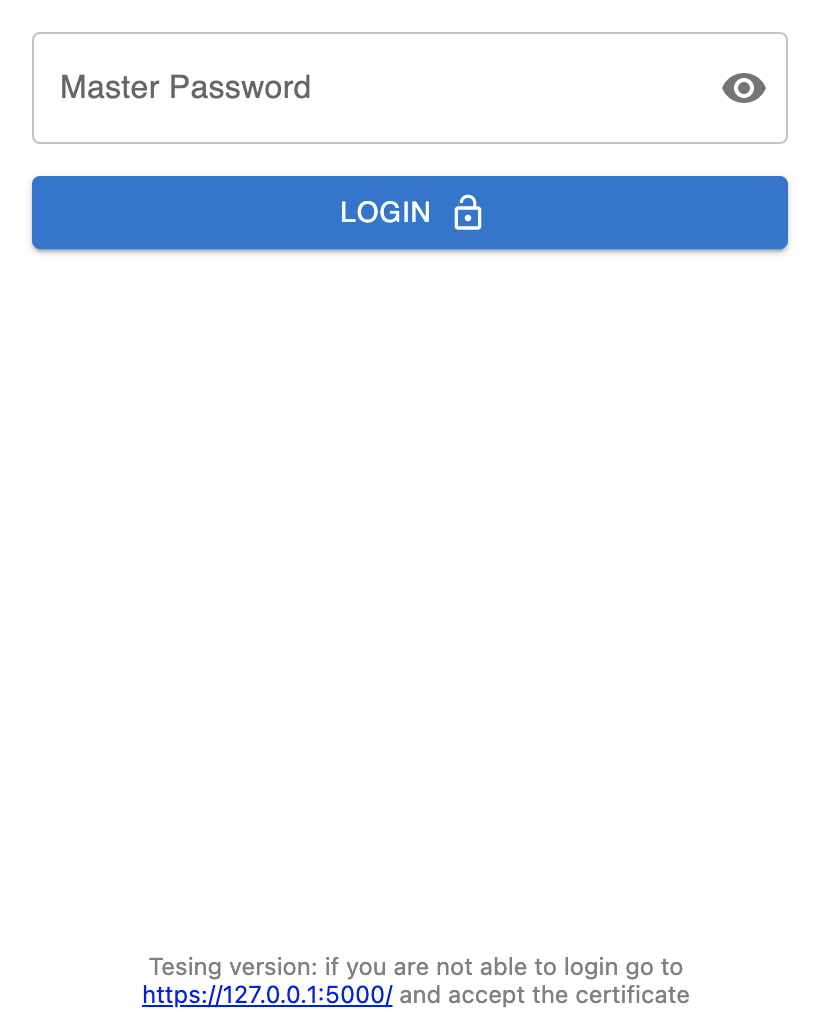 Master Password
LOGIN
Tesing version: if you are not able to login go to
https://127.0.0.1:5000/ and accept the certificate